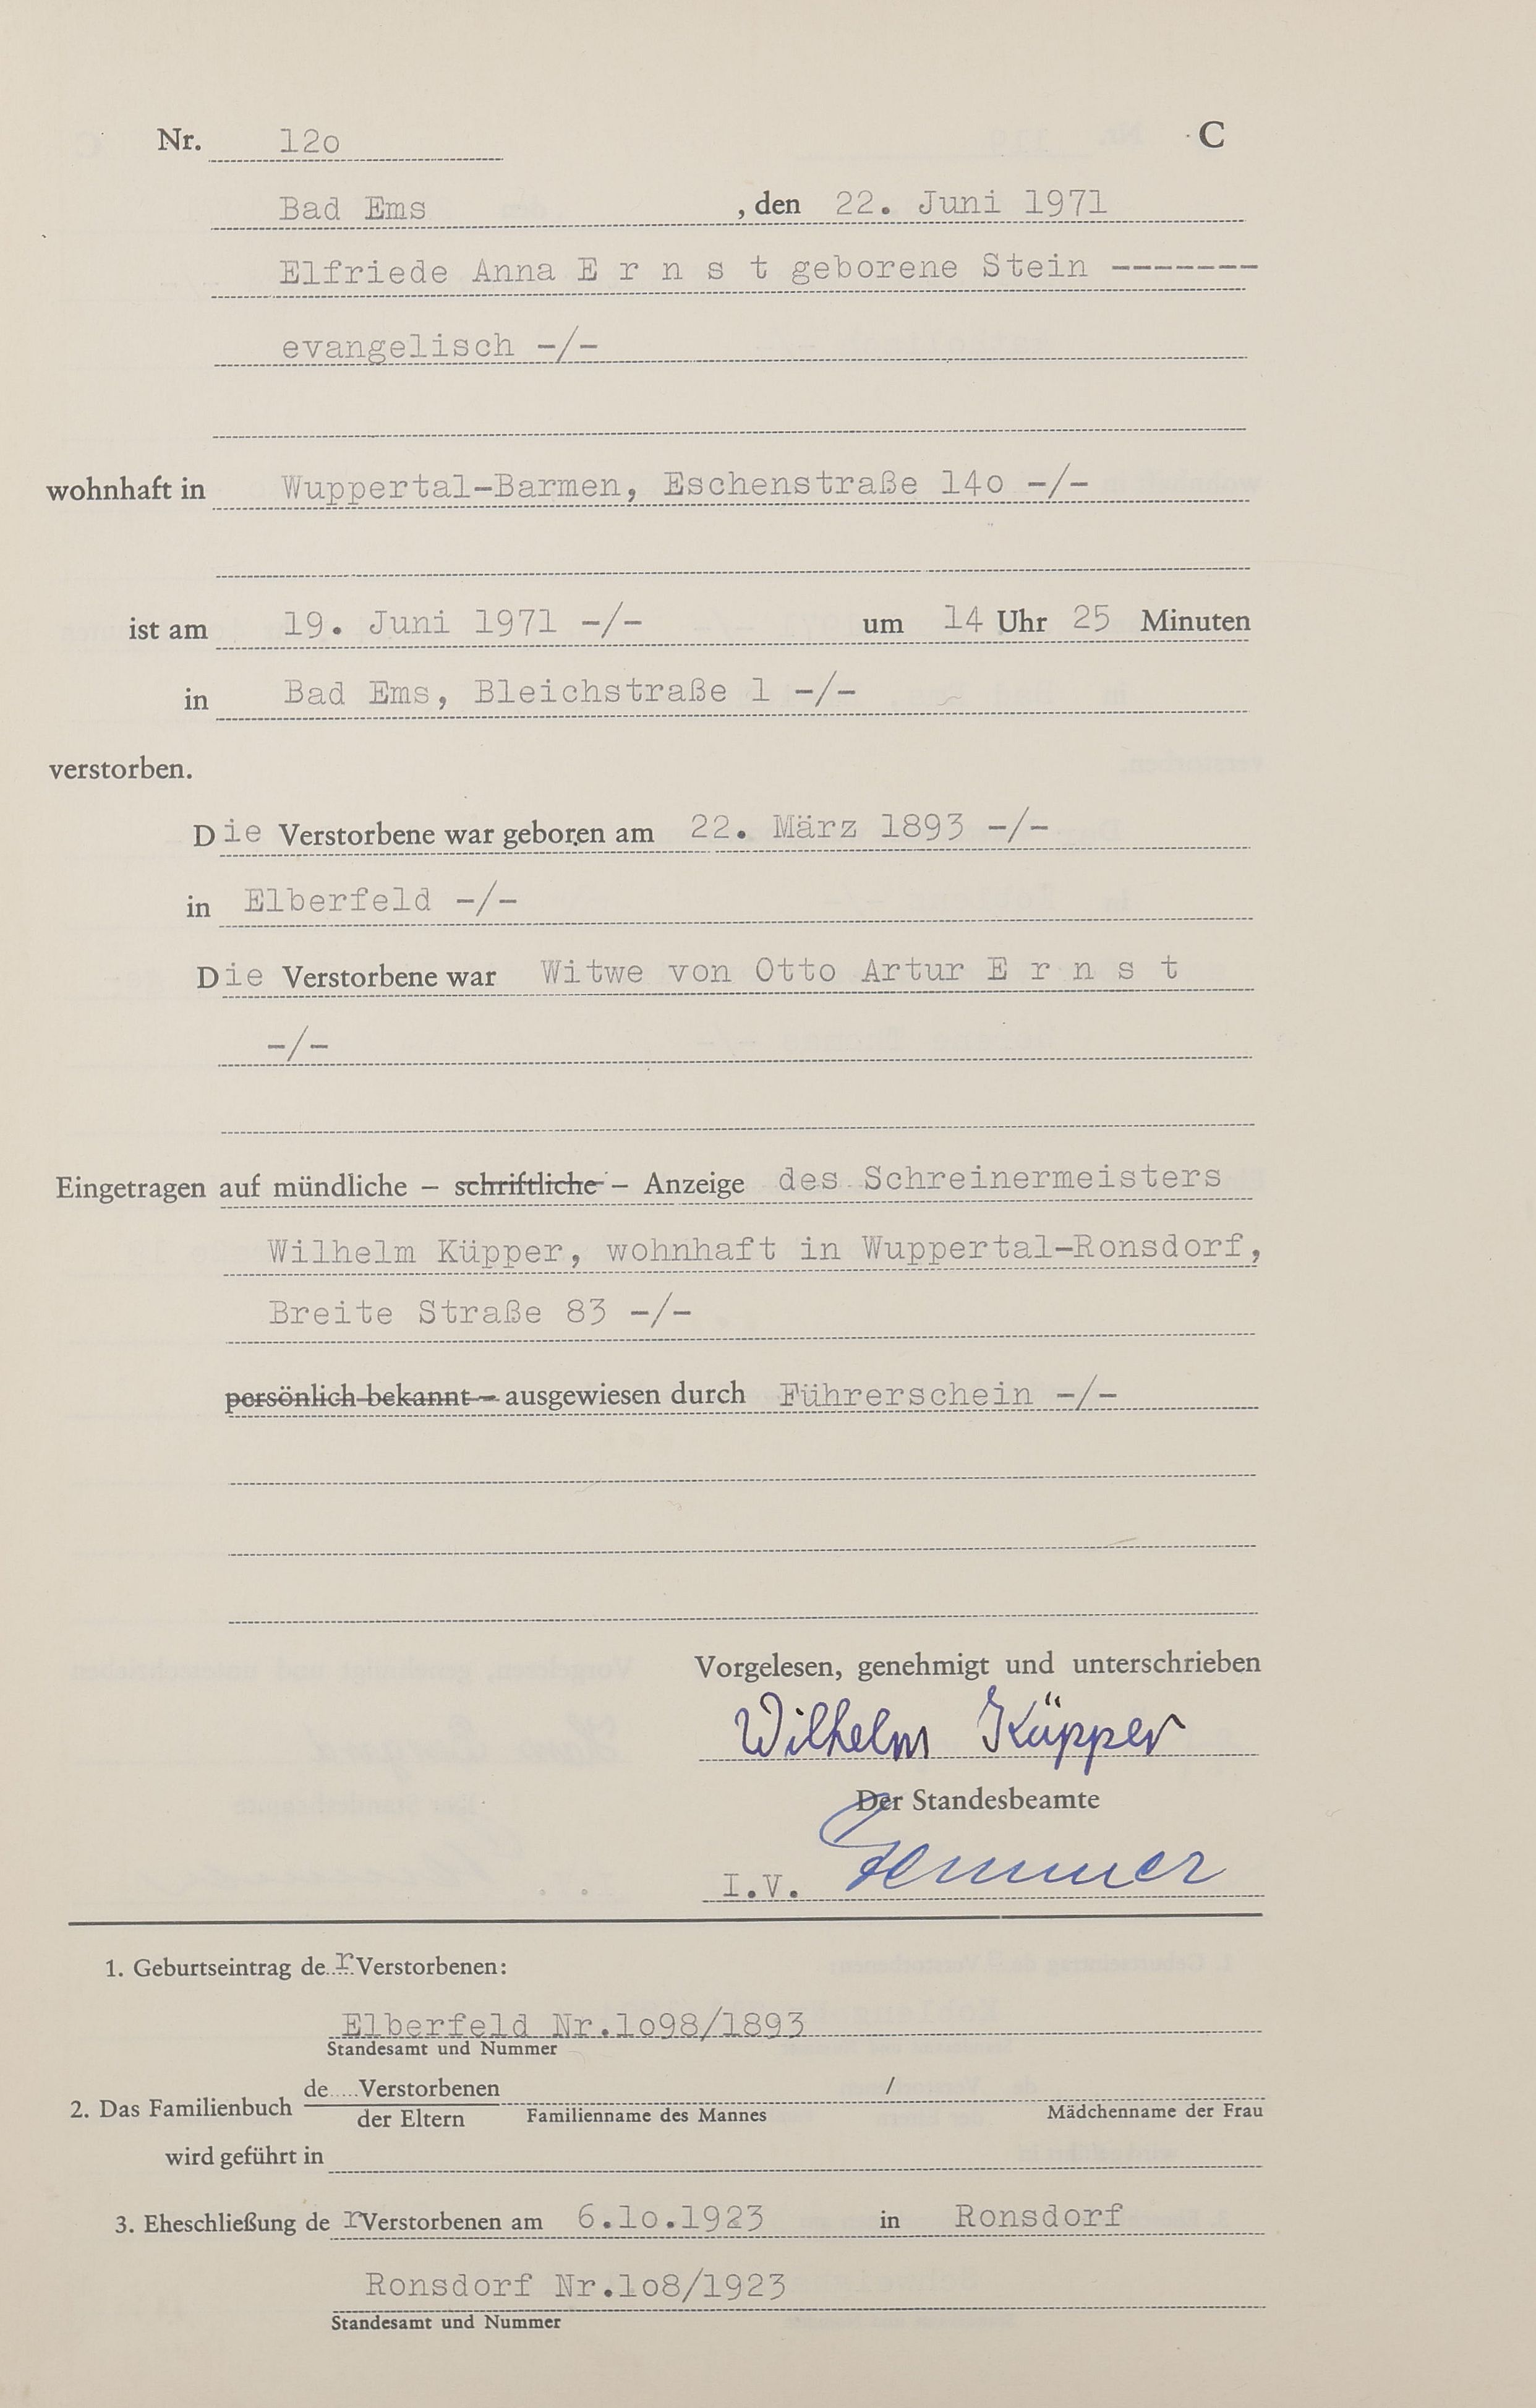 Nr. 12o C
Bad Ems , den 22. Juni 1971
Elfriede Anna E r n s t geborene Stein -------
evangelisch -/-
wohnhaft in Wuppertal-Barmen, Eschenstraße 14o -/-
ist am 19. Juni 1971 -/- um 14 Uhr 25 Minuten
in Bad Ems, Bleichstraße 1 -/-
verstorben.
Die Verstorbene war geboren am 22. März 1893 -/-
in Elberfeld -/-
Die Verstorbene war Witwe von Otto Artur E r n s t
-/-
Eingetragen auf mündliche – schriftliche – Anzeige des Schreinermeisters
Wilhelm Küpper, wohnhaft in Wuppertal-Ronsdorf,
Breite Straße 83 -/-
persönlich bekannt – ausgewiesen durch Führerschein -/-
Vorgelesen, genehmigt und unterschrieben
Wilhelm Küpper
Der Standesbeamte
I.V.
1. Geburtseintrag der Verstorbenen:
Elberfeld Nr.1o98/1893
Standesamt und Nummer
de..... Verstorbenen /
2. Das Familienbuch der Eltern Familienname des Mannes Mädchenname der Frau
wird geführt in
3. Eheschließung der Verstorbenen am 6.1o.1923 in Ronsdorf
Ronsdorf Nr.1o8/1923
Standesamt und Nummer